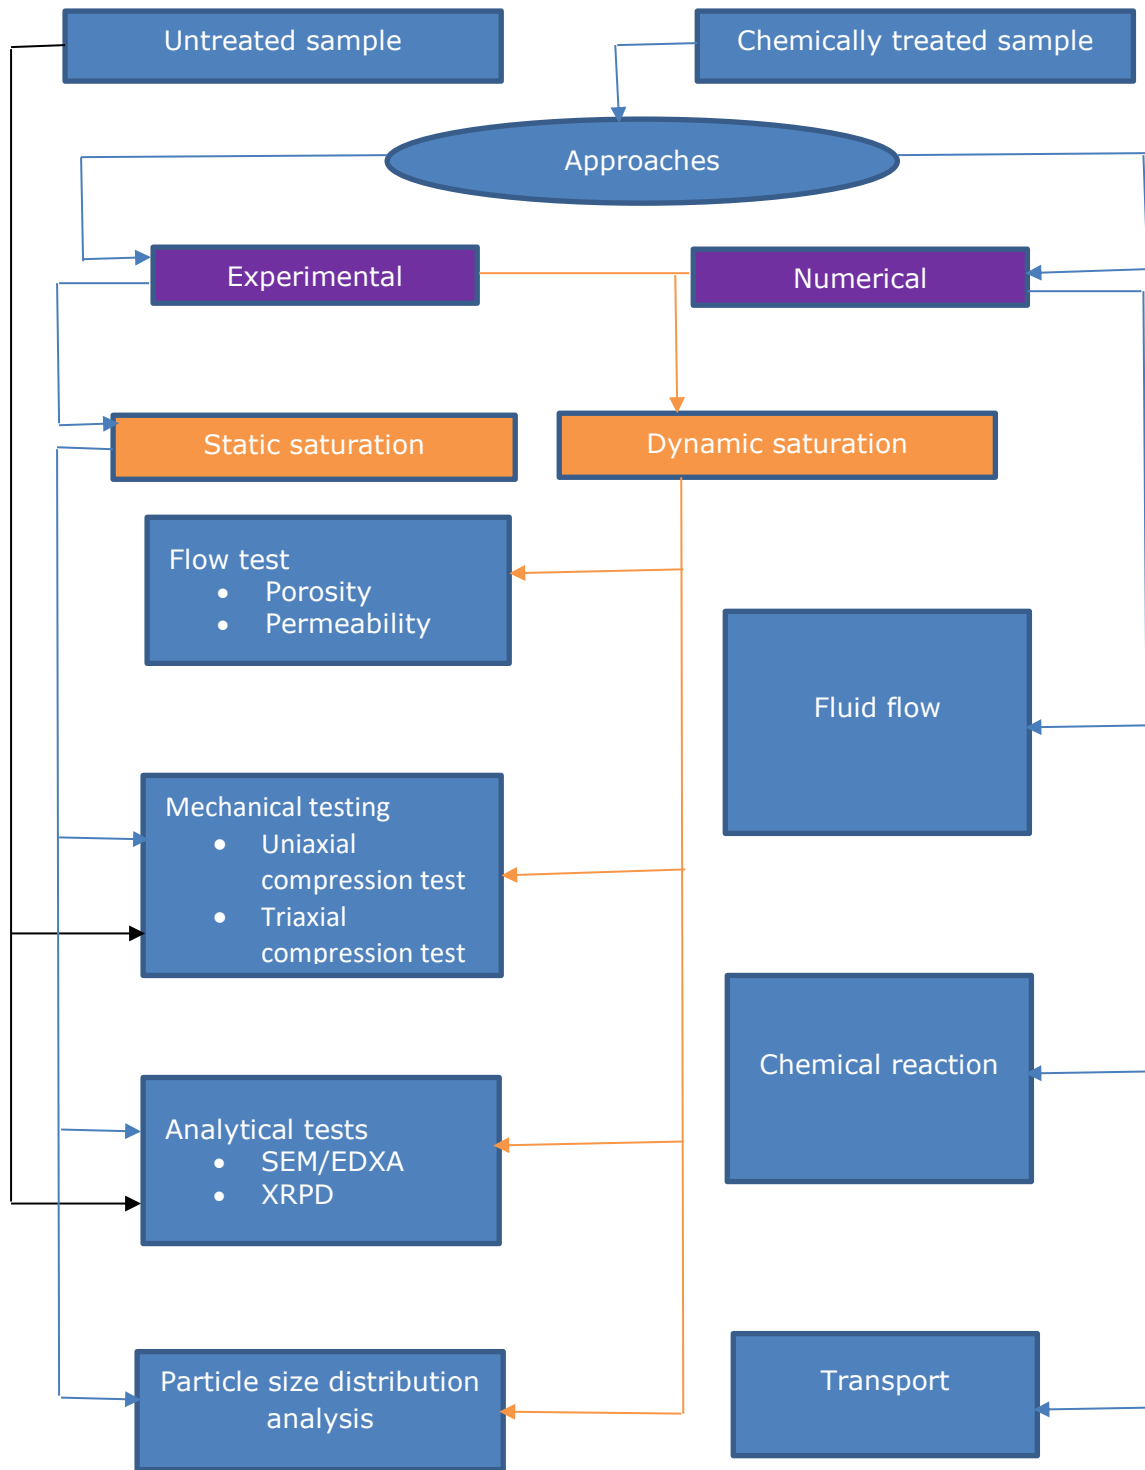 Untreated sample
Chemically treated sample
Approaches
Experimental
Numerical
Static saturation
Dynamic saturation
Flow test
• Porosity
• Permeability
Fluid flow
Mechanical testing
• Uniaxial
compression test
• Triaxial
compression test
Chemical reaction
Analytical tests
• SEM/EDXA
• XRPD
Particle size distribution
analysis
Transport